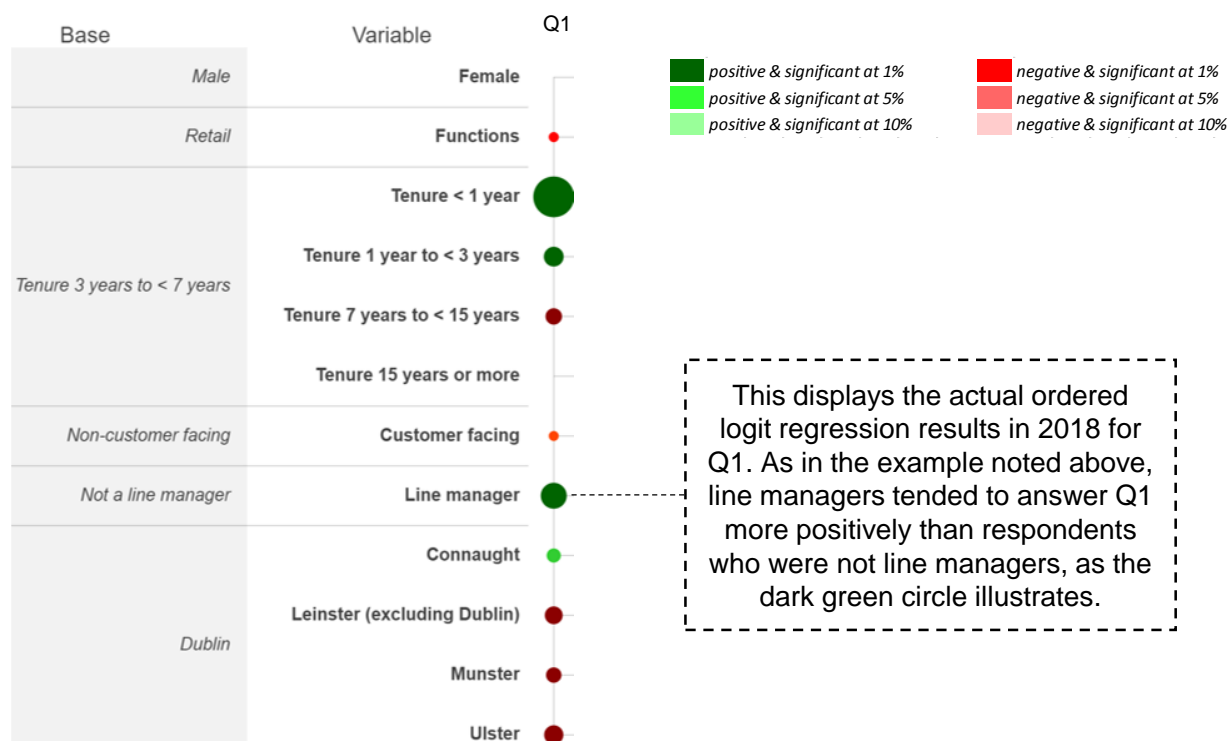 Base Variable Q1
Male Female
positive & significant at 1% negative & significant at 1%
positive & significant at 5% negative & significant at 5%
positive & significant at 10% negative & significant at 10%
Retail Functions
Tenure < 1 year
Tenure 1 year to < 3 years
Tenure 3 years to < 7 years
Tenure 7 years to < 15 years
Tenure 15 years or more
Non-customer facing Customer facing
Not a line manager Line manager
Connaught
Leinster (excluding Dublin)
Dublin
Munster
Ulster
This displays the actual ordered
logit regression results in 2018 for
Q1. As in the example noted above,
line managers tended to answer Q1
more positively than respondents
who were not line managers, as the
dark green circle illustrates.